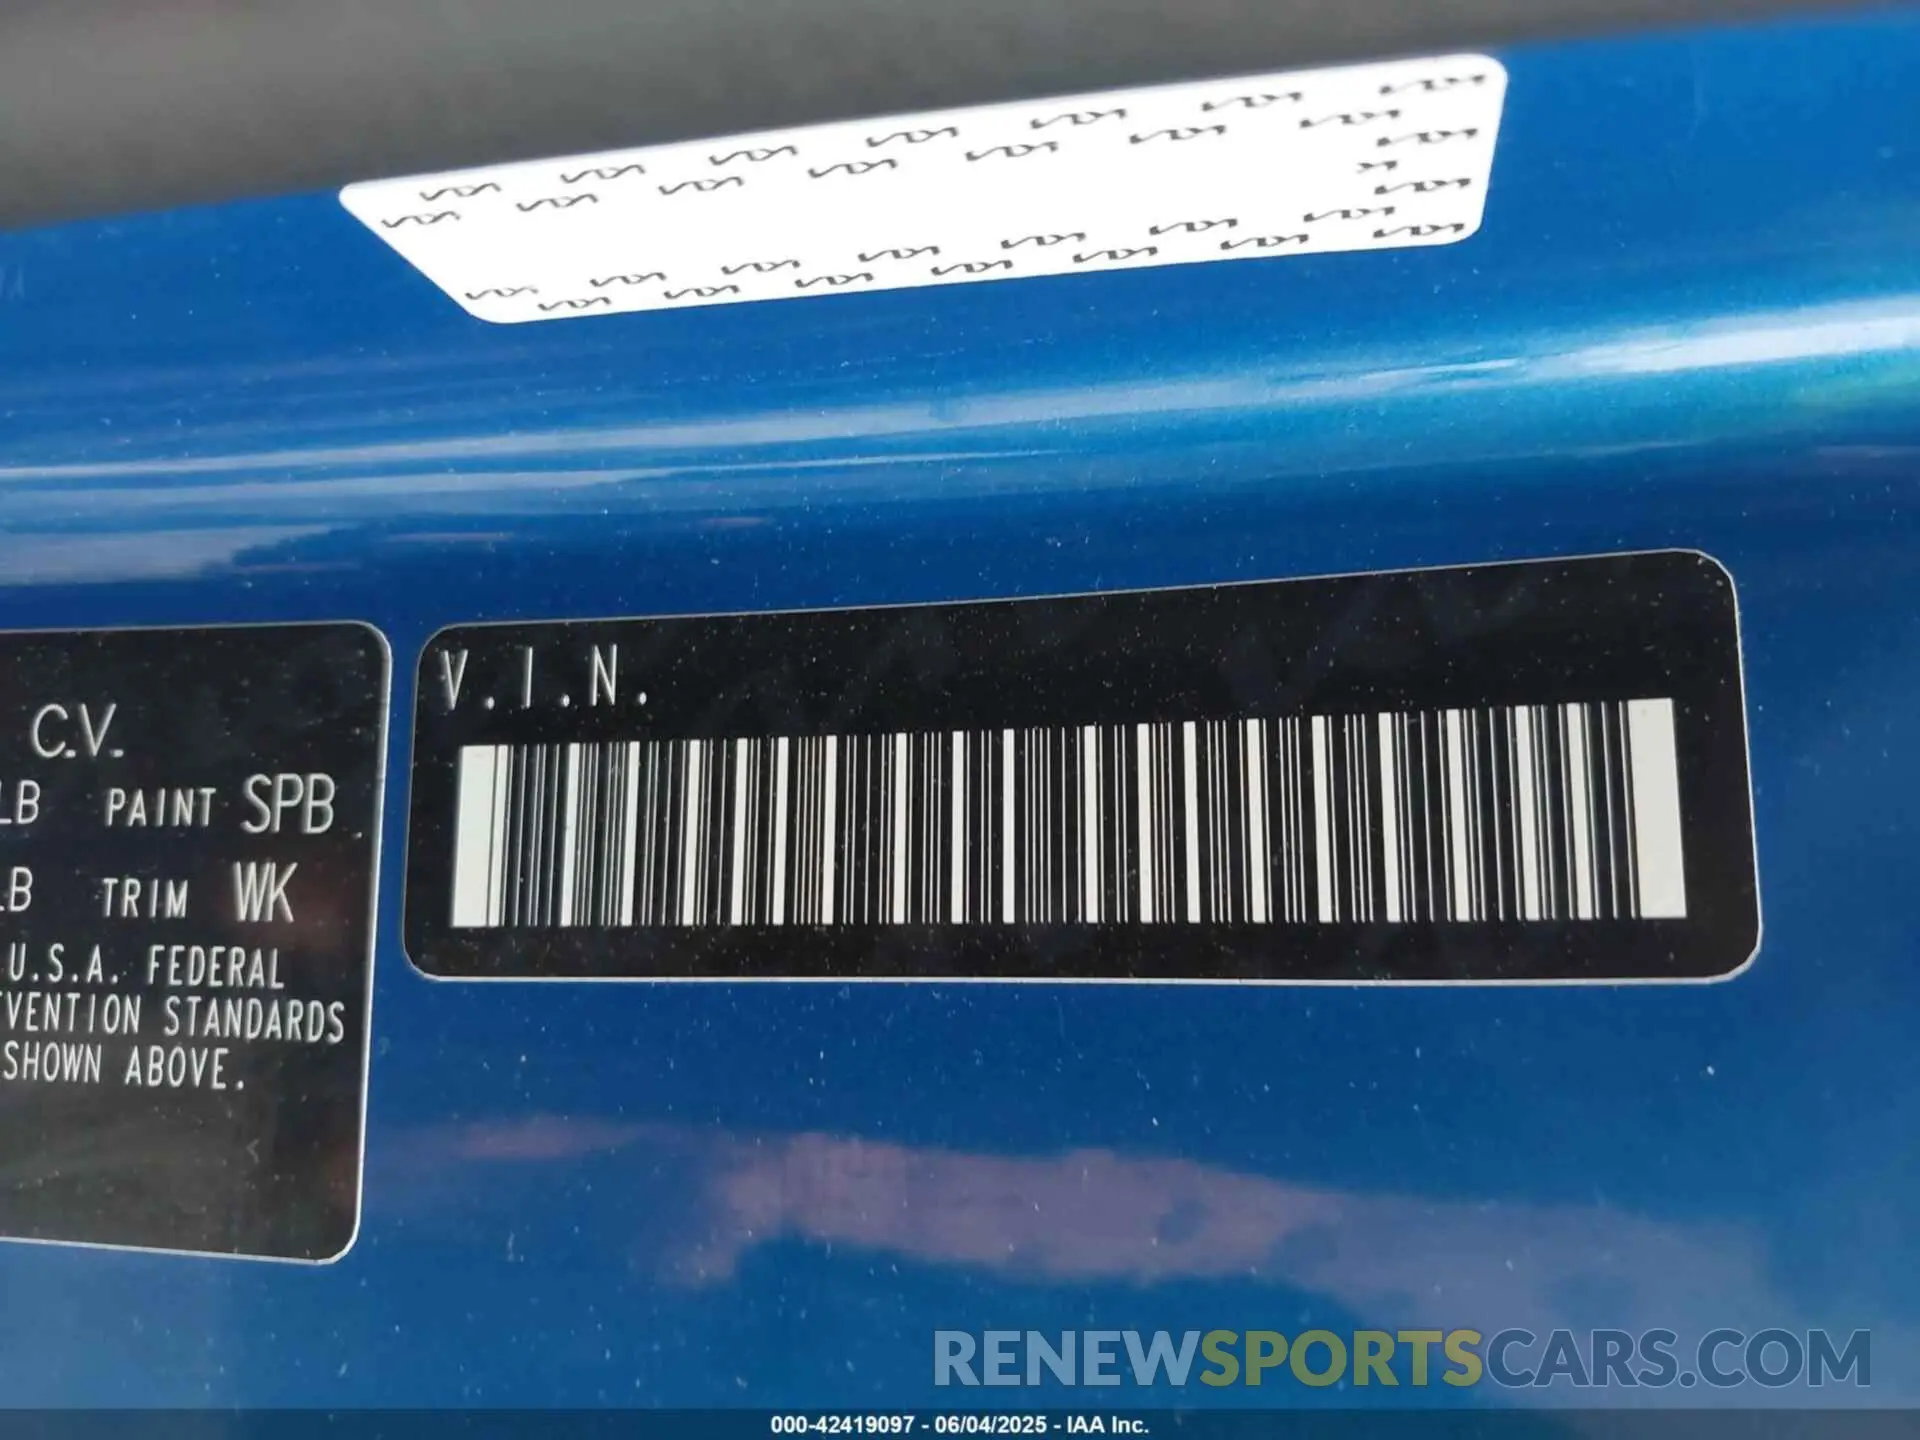 V.I.N.
C.V.
LB PAINT SPB
LB TRIM WK
U.S.A. FEDERAL
VENTION STANDARDS
SHOWN ABOVE.
RENEWSPORTSCARS.COM
000-42419097 - 06/04/2025 - IAA Inc.